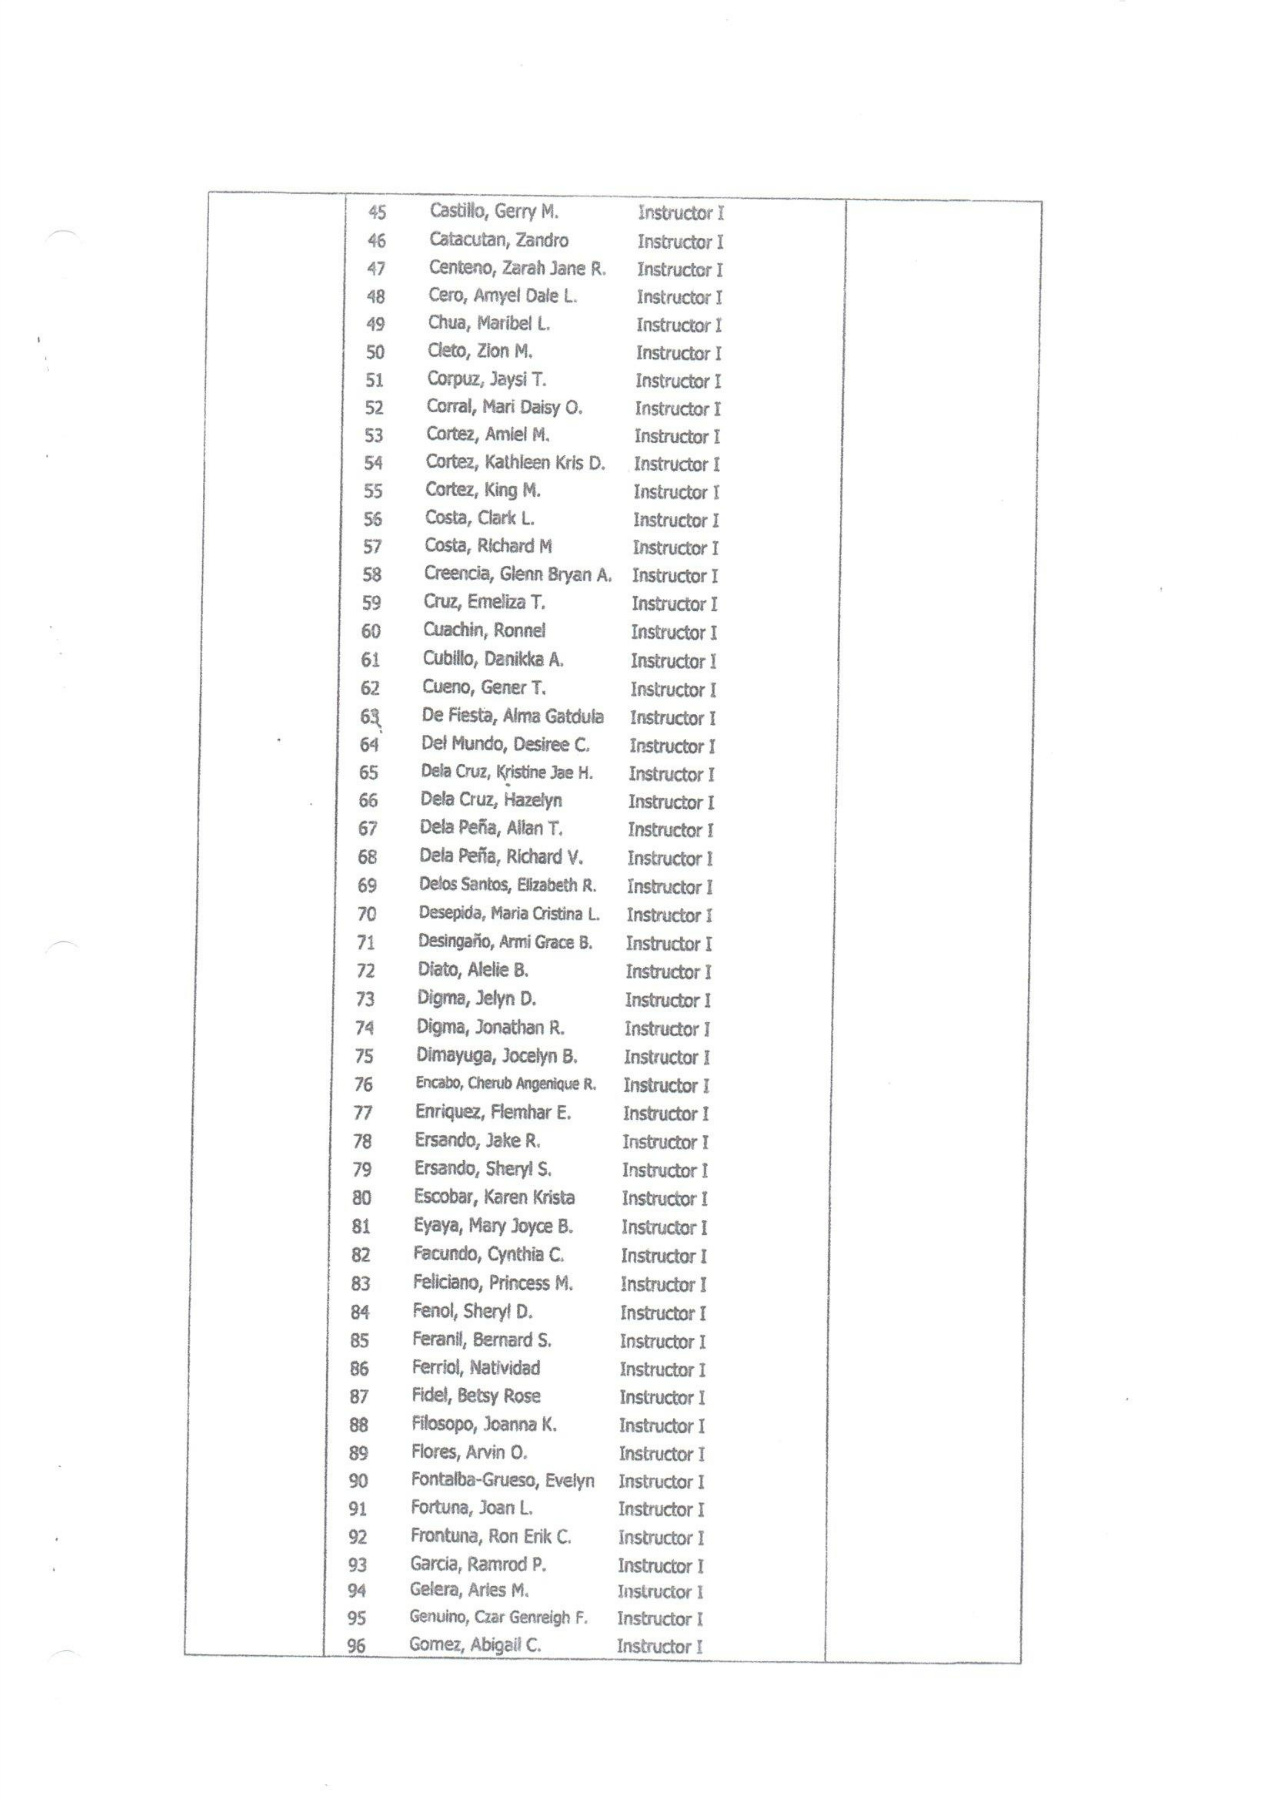 45 Castillo, Gerry M. Instructor I
46 Catacutan, Zandro Instructor I
47 Centeno, Zarah Jane R. Instructor I
48 Cero, Amyel Dale L. Instructor I
49 Chua, Maribel L. Instructor I
50 Cleto, Zion M. Instructor I
51 Corpuz, Jaysi T. Instructor I
52 Corral, Mari Daisy O. Instructor I
53 Cortez, Amiel M. Instructor I
54 Cortez, Kathleen Kris D. Instructor I
55 Cortez, King M. Instructor I
56 Costa, Clark L. Instructor I
57 Costa, Richard M Instructor I
58 Creencia, Glenn Bryan A. Instructor I
59 Cruz, Emeliza T. Instructor I
60 Cuachin, Ronnel Instructor I
61 Cubillo, Danikka A. Instructor I
62 Cueno, Gener T. Instructor I
63 De Fiesta, Alma Gatdula Instructor I
64 Del Mundo, Desiree C. Instructor I
65 Dela Cruz, Kristine Jae H. Instructor I
66 Dela Cruz, Hazelyn Instructor I
67 Dela Peña, Allan T. Instructor I
68 Dela Peña, Richard V. Instructor I
69 Delos Santos, Elizabeth R. Instructor I
70 Desepida, Maria Cristina L. Instructor I
71 Desingaño, Armi Grace B. Instructor I
72 Diato, Alelie B. Instructor I
73 Digma, Jelyn D. Instructor I
74 Digma, Jonathan R. Instructor I
75 Dimayuga, Jocelyn B. Instructor I
76 Encabo, Cherub Angenique R. Instructor I
77 Enriquez, Flemhar E. Instructor I
78 Ersando, Jake R. Instructor I
79 Ersando, Sheryl S. Instructor I
80 Escobar, Karen Krista Instructor I
81 Eyaya, Mary Joyce B. Instructor I
82 Facundo, Cynthia C. Instructor I
83 Feliciano, Princess M. Instructor I
84 Fenol, Sheryl D. Instructor I
85 Feranil, Bernard S. Instructor I
86 Ferriol, Natividad Instructor I
87 Fidel, Betsy Rose Instructor I
88 Filosopo, Joanna K. Instructor I
89 Flores, Arvin O. Instructor I
90 Fontalba-Grueso, Evelyn Instructor I
91 Fortuna, Joan L. Instructor I
92 Frontuna, Ron Erik C. Instructor I
93 Garcia, Ramrod P. Instructor I
94 Gelera, Aries M. Instructor I
95 Genuino, Czar Genreigh F. Instructor I
96 Gomez, Abigail C. Instructor I